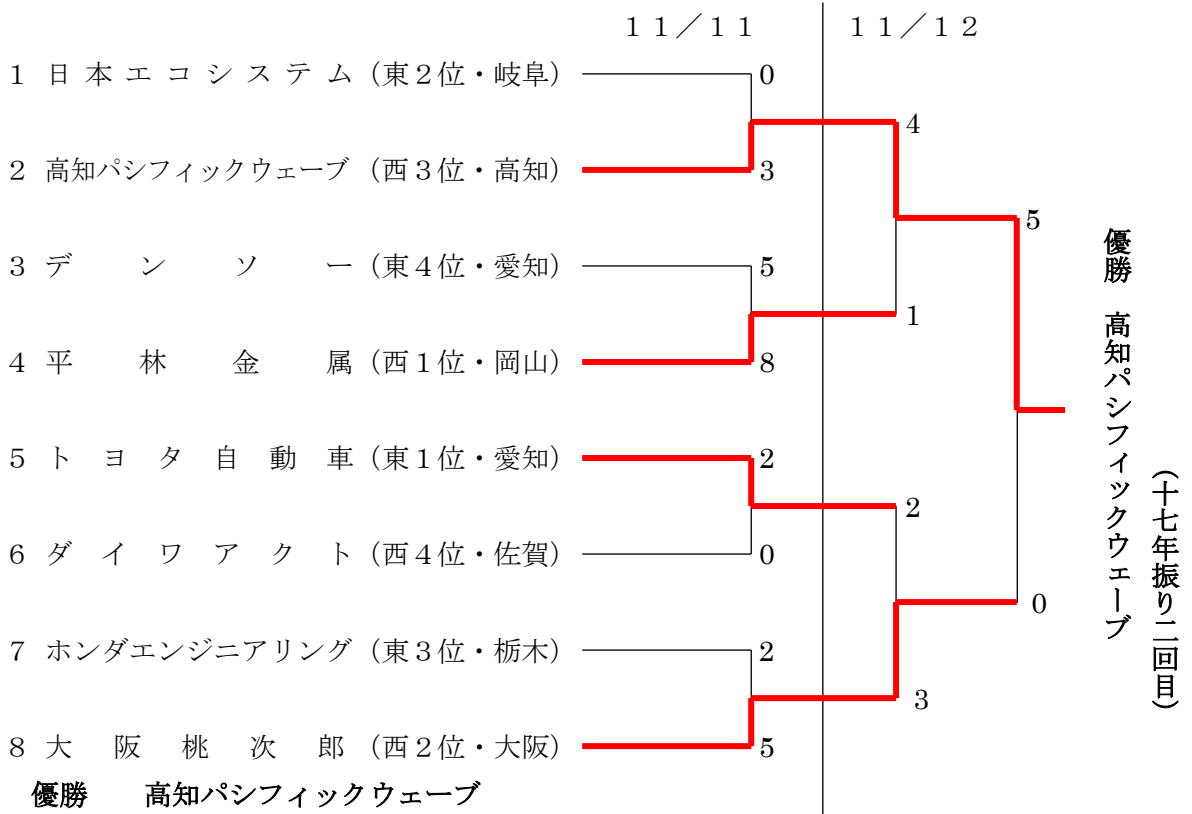 １１／１１ １１／１２
1 日本エコシステム（東２位・岐阜） 0
4
2 高知パシフィックウェーブ（西３位・高知） 3
5
3 デンソー（東４位・愛知） 5
1
4 平林金属（西１位・岡山） 8
5 トヨタ自動車（東１位・愛知） 2
2
6 ダイワアクト（西４位・佐賀） 0
0
7 ホンダエンジニアリング（東３位・栃木） 2
3
8 大阪桃次郎（西２位・大阪） 5
優勝　高知パシフィックウェーブ
（十七年振り二回目）
優勝　　高知パシフィックウェーブ